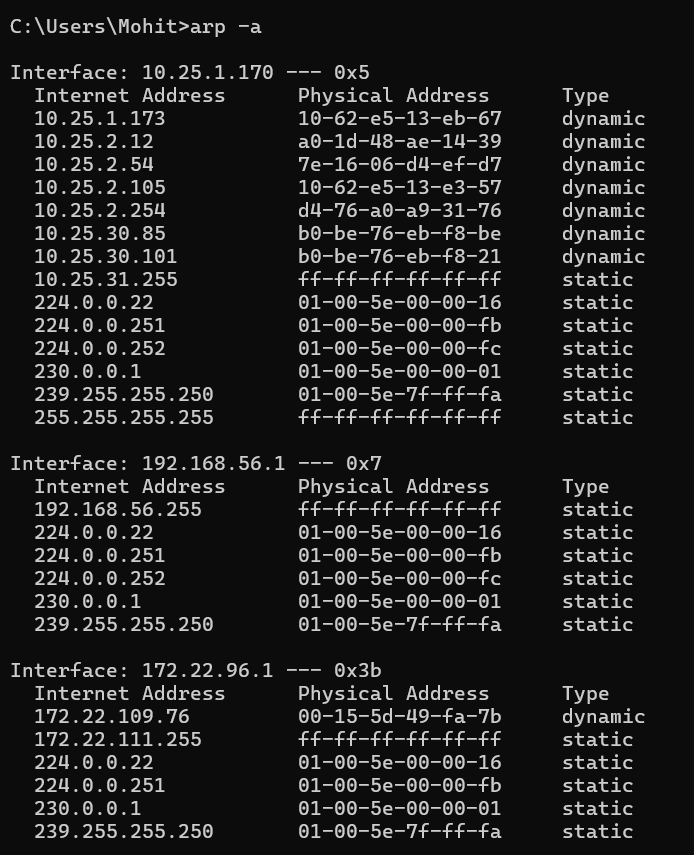 C:\Users\Mohit>arp -a
Interface: 10.25.1.170 --- 0x5
Internet Address Physical Address Type
10.25.1.173 10-62-e5-13-eb-67 dynamic
10.25.2.12 a0-1d-48-ae-14-39 dynamic
10.25.2.54 7e-16-06-d4-ef-d7 dynamic
10.25.2.105 10-62-e5-13-e3-57 dynamic
10.25.2.254 d4-76-a0-a9-31-76 dynamic
10.25.30.85 b0-be-76-eb-f8-be dynamic
10.25.30.101 b0-be-76-eb-f8-21 dynamic
10.25.31.255 ff-ff-ff-ff-ff-ff static
224.0.0.22 01-00-5e-00-00-16 static
224.0.0.251 01-00-5e-00-00-fb static
224.0.0.252 01-00-5e-00-00-fc static
230.0.0.1 01-00-5e-00-00-01 static
239.255.255.250 01-00-5e-7f-ff-fa static
255.255.255.255 ff-ff-ff-ff-ff-ff static
Interface: 192.168.56.1 --- 0x7
Internet Address Physical Address Type
192.168.56.255 ff-ff-ff-ff-ff-ff static
224.0.0.22 01-00-5e-00-00-16 static
224.0.0.251 01-00-5e-00-00-fb static
224.0.0.252 01-00-5e-00-00-fc static
230.0.0.1 01-00-5e-00-00-01 static
239.255.255.250 01-00-5e-7f-ff-fa static
Interface: 172.22.96.1 --- 0x3b
Internet Address Physical Address Type
172.22.109.76 00-15-5d-49-fa-7b dynamic
172.22.111.255 ff-ff-ff-ff-ff-ff static
224.0.0.22 01-00-5e-00-00-16 static
224.0.0.251 01-00-5e-00-00-fb static
230.0.0.1 01-00-5e-00-00-01 static
239.255.255.250 01-00-5e-7f-ff-fa static